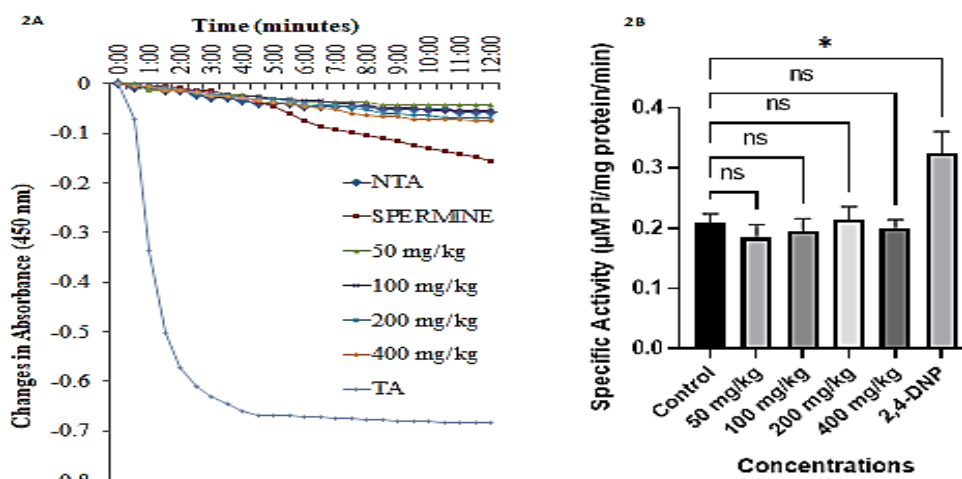 2A
Time (minutes)
0:00
1:00
2:00
3:00
4:00
5:00
6:00
7:00
8:00
9:00
10:00
11:00
12:00
0
-0.1
-0.2
-0.3
-0.4
-0.5
-0.6
-0.7
-0.8
Changes in Absorbance (450 nm)
NTA
SPERMINE
50 mg/kg
100 mg/kg
200 mg/kg
400 mg/kg
TA
2B
*
ns
ns
ns
ns
0.4
0.3
0.2
0.1
0.0
Specific Activity (µM Pi/mg protein/min)
Control
50 mg/kg
100 mg/kg
200 mg/kg
400 mg/kg
2,4-DNP
Concentrations